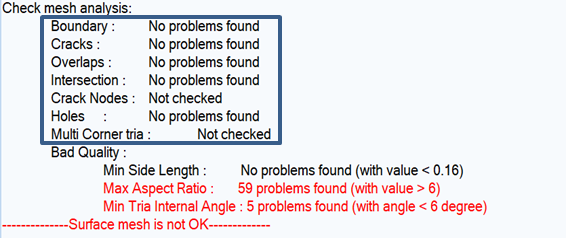 Check mesh analysis:
Boundary : No problems found
Cracks : No problems found
Overlaps : No problems found
Intersection : No problems found
Crack Nodes : Not checked
Holes : No problems found
Multi Corner tria : Not checked
Bad Quality :
Min Side Length : No problems found (with value < 0.16)
Max Aspect Ratio : 59 problems found (with value > 6)
Min Tria Internal Angle : 5 problems found (with angle < 6 degree)
--------------Surface mesh is not OK-------------